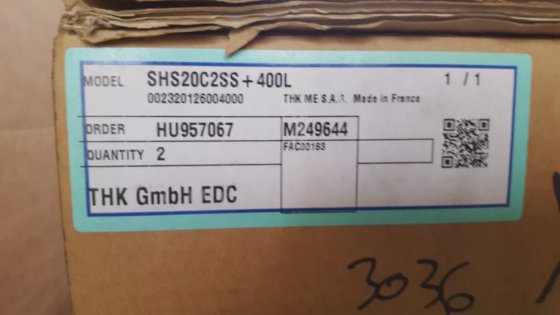 MODEL SHS20C2SS+400L 1 / 1
002320126004000 THK ME S.A.S. Made in France
ORDER HU957067 M249644
QUANTITY 2 FAC00183
THK GmbH EDC
3036